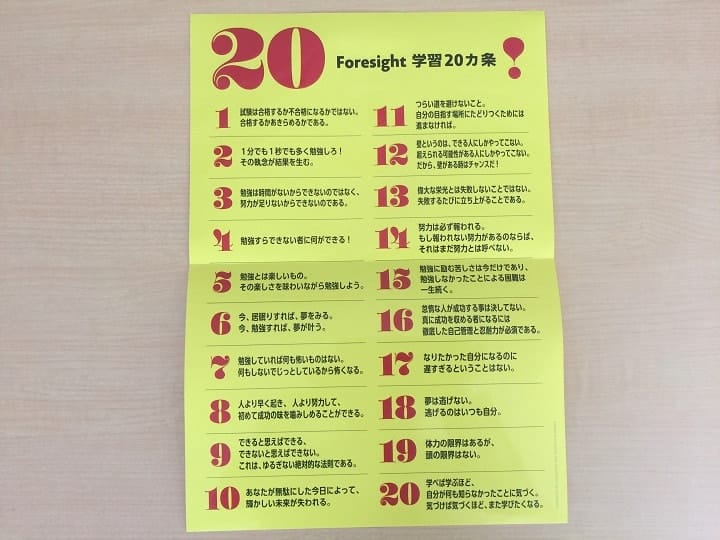 20 Foresight 学習20カ条 !
1 試験は合格するか不合格になるかではない。
合格するかあきらめるかである。
2 1分でも1秒でも多く勉強しろ!
その執念が結果を生む。
3 勉強は時間がないからできないのではなく、
努力が足りないからできないのである。
4 勉強すらできない者に何ができる!
5 勉強とは楽しいもの。
その楽しさを味わいながら勉強しよう。
6 今、居眠りすれば、夢をみる。
今、勉強すれば、夢が叶う。
7 勉強していれば何も怖いものはない。
何もしないでじっとしているから怖くなる。
8 人より早く起き、人より努力して、
初めて成功の味を噛みしめることができる。
9 できると思えばできる、
できないと思えばできない。
これは、ゆるぎない絶対的な法則である。
10 あなたが無駄にした今日によって、
輝かしい未来が失われる。
11 つらい道を避けないこと。
自分の目指す場所にたどりつくためには
進まなければ。
12 壁というのは、できる人にしかやってこない。
超えられる可能性がある人にしかやってこない。
だから、壁がある時はチャンスだ!
13 偉大な栄光とは失敗しないことではない。
失敗するたびに立ち上がることである。
14 努力は必ず報われる。
もし報われない努力があるのならば、
それはまだ努力とは呼べない。
15 勉強に励む苦しさは今だけであり、
勉強しなかったことによる困難は
一生続く。
16 怠惰な人が成功する事は決してない。
真に成功を収める者になるには
徹底した自己管理と忍耐力が必須である。
17 なりたかった自分になるのに
遅すぎるということはない。
18 夢は逃げない。
逃げるのはいつも自分。
19 体力の限界はあるが、
頭の限界はない。
20 学べば学ぶほど、
自分が何も知らなかったことに気づく。
気づけば気づくほど、また学びたくなる。